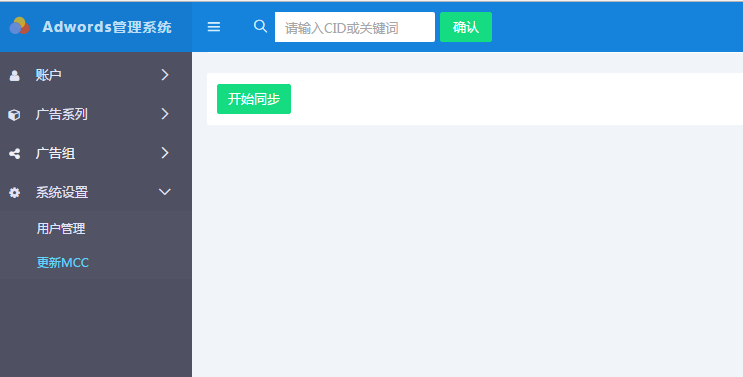 Adwords管理系统
请输入CID或关键词
确认
账户
广告系列
广告组
系统设置
用户管理
更新MCC
开始同步